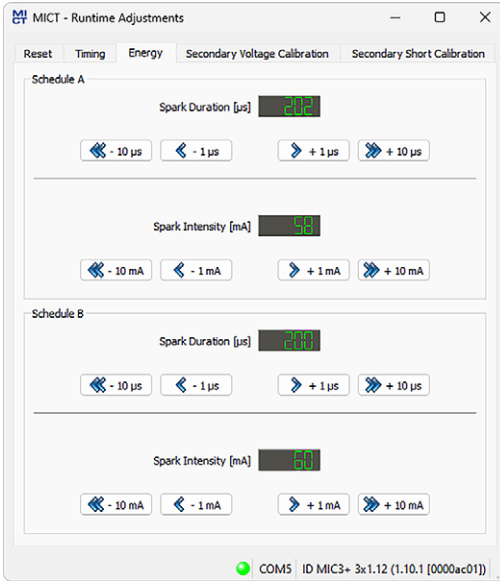 MICT MICT - Runtime Adjustments
Reset Timing Energy Secondary Voltage Calibration Secondary Short Calibration
Schedule A
Spark Duration [µs] 202
- 10 µs - 1 µs + 1 µs + 10 µs
Spark Intensity [mA] 58
- 10 mA - 1 mA + 1 mA + 10 mA
Schedule B
Spark Duration [µs] 200
- 10 µs - 1 µs + 1 µs + 10 µs
Spark Intensity [mA] 60
- 10 mA - 1 mA + 1 mA + 10 mA
COM5 ID MIC3+ 3x1.12 (1.10.1 [0000ac01])